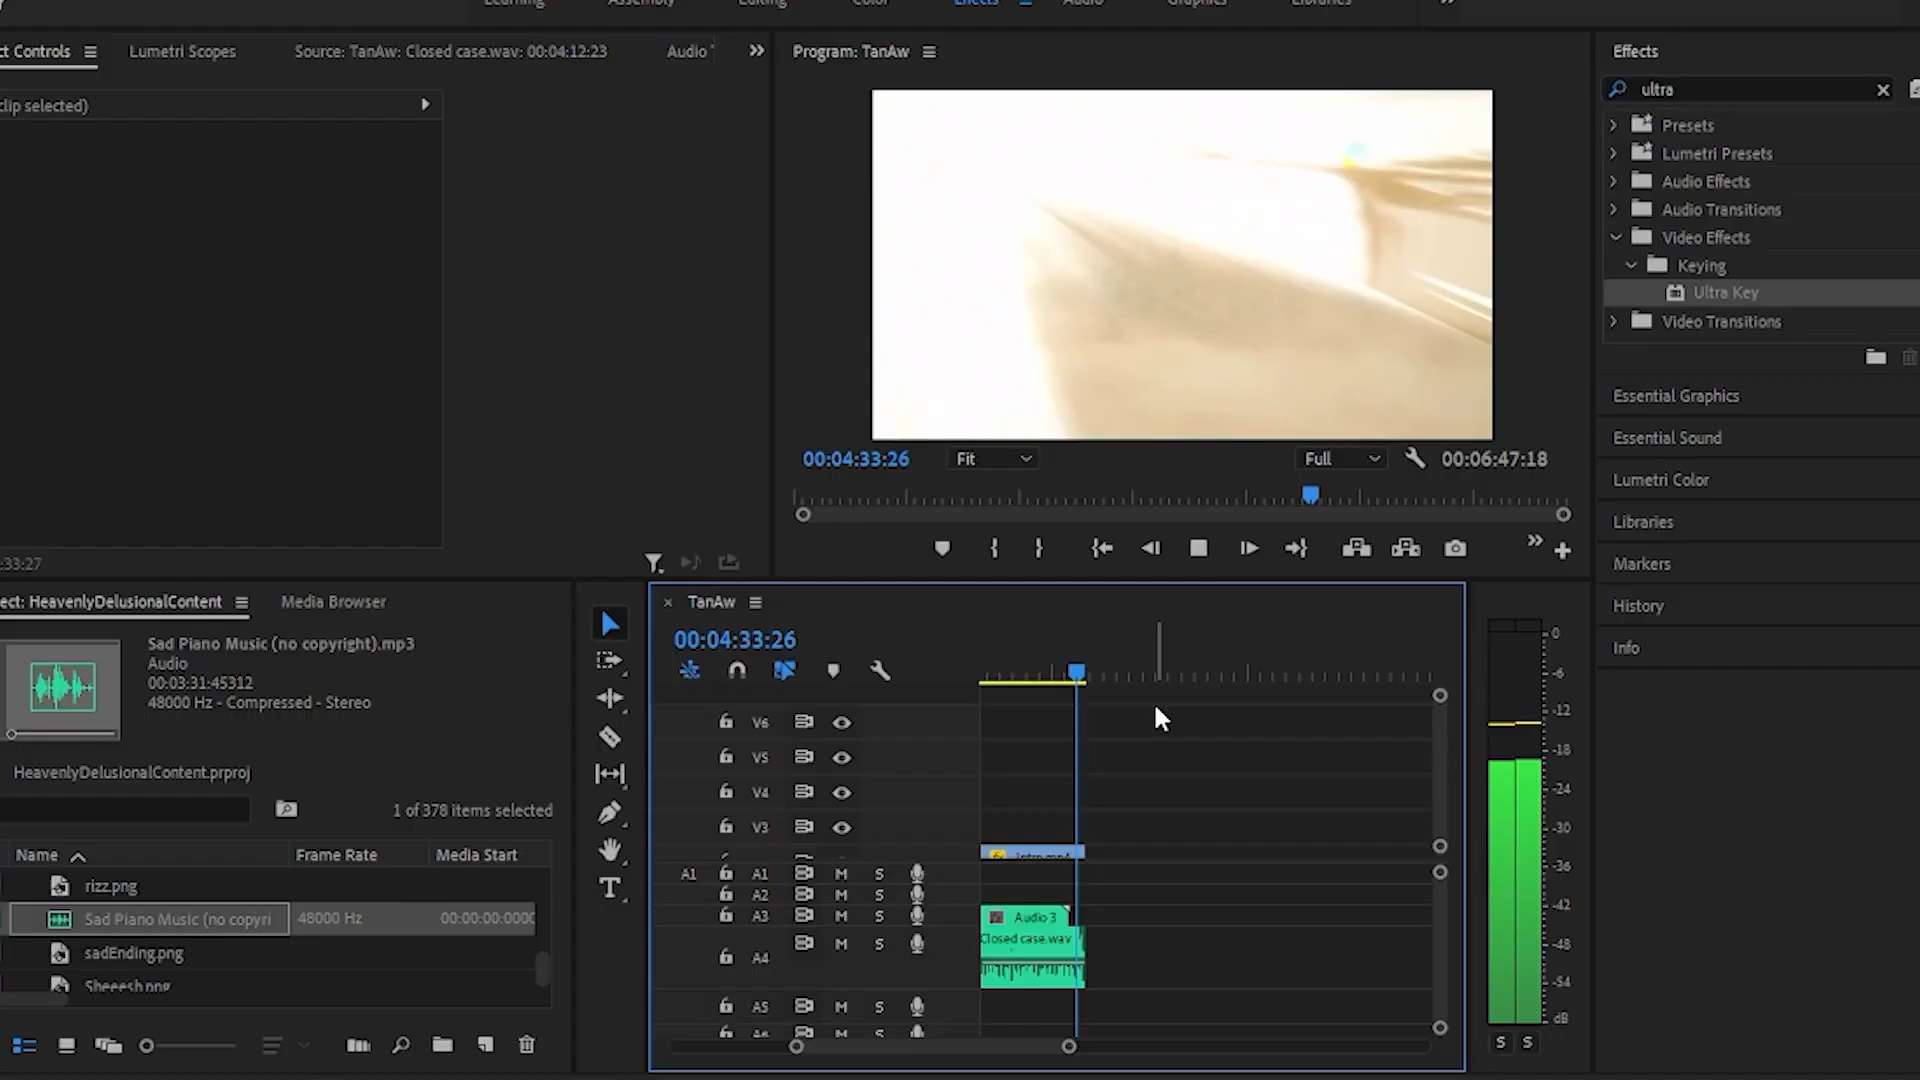 Learning Assembly Editing Color Effects Audio Graphics Libraries
ct Controls Lumetri Scopes Source: TanAw: Closed case.wav: 00:04:12:23 Audio
Program: TanAw
Effects
clip selected)
ultra
Presets
Lumetri Presets
Audio Effects
Audio Transitions
Video Effects
Keying
Ultra Key
Video Transitions
Essential Graphics
Essential Sound
Lumetri Color
Libraries
Markers
History
Info
00:04:33:26 Fit Full 00:06:47:18
:33:27
ect: HeavenlyDelusionalContent Media Browser
Sad Piano Music (no copyright).mp3
Audio
00:03:31:45312
48000 Hz - Compressed - Stereo
HeavenlyDelusionalContent.prproj
1 of 378 items selected
Name Frame Rate Media Start
rizz.png
Sad Piano Music (no copyri 48000 Hz 00:00:00:0000
sadEnding.png
Sheeesh.png
TanAw
00:04:33:26
V6
V5
V4
V3
Intro.mp4
A1 A1 M S
A2 M S
A3 M S
Audio 3
Closed case.wav
A4 M S
A5 M S
A6 M S
0
-6
-12
-18
-24
-30
-36
-42
-48
-54
dB
S S